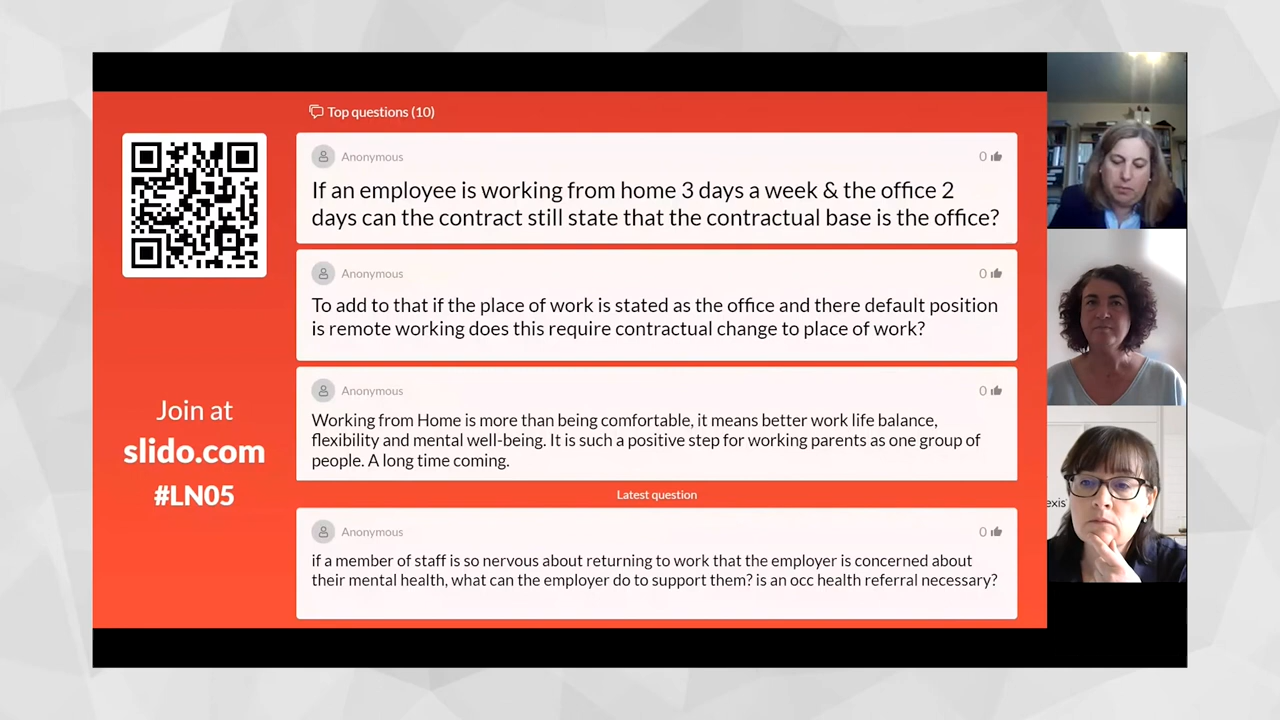 Top questions (10)
Anonymous
0
If an employee is working from home 3 days a week & the office 2
days can the contract still state that the contractual base is the office?
Anonymous
0
To add to that if the place of work is stated as the office and there default position
is remote working does this require contractual change to place of work?
Anonymous
0
Working from Home is more than being comfortable, it means better work life balance,
flexibility and mental well-being. It is such a positive step for working parents as one group of
people. A long time coming.
Latest question
Anonymous
0
if a member of staff is so nervous about returning to work that the employer is concerned about
their mental health, what can the employer do to support them? is an occ health referral necessary?
Join at
slido.com
#LN05
exis